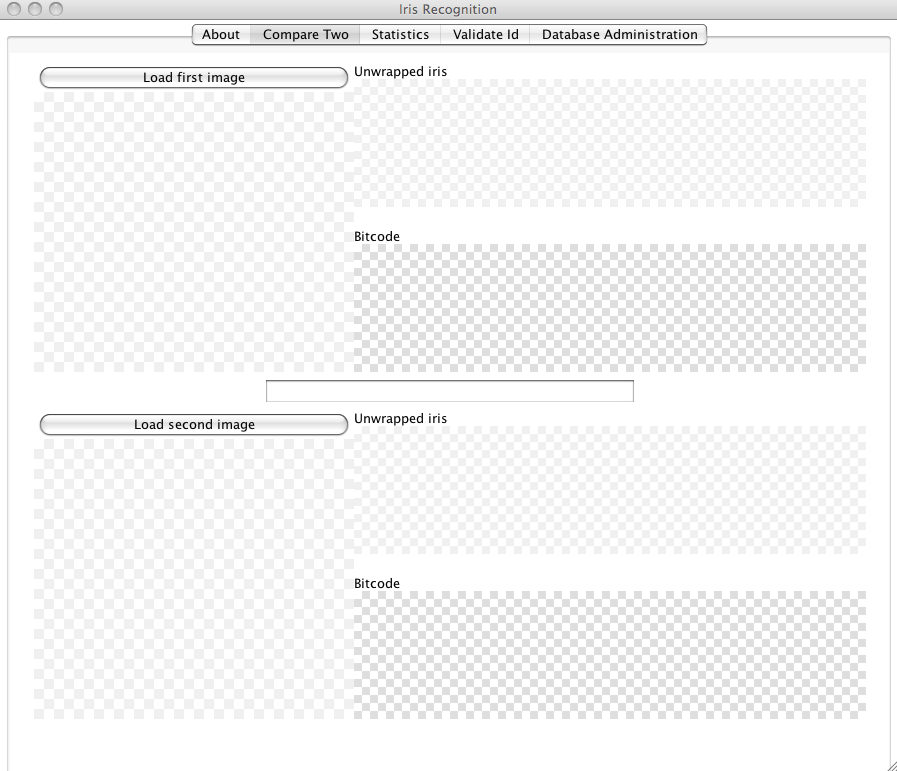 Iris Recognition
About Compare Two Statistics Validate Id Database Administration
Load first image
Unwrapped iris
Bitcode
Load second image
Unwrapped iris
Bitcode